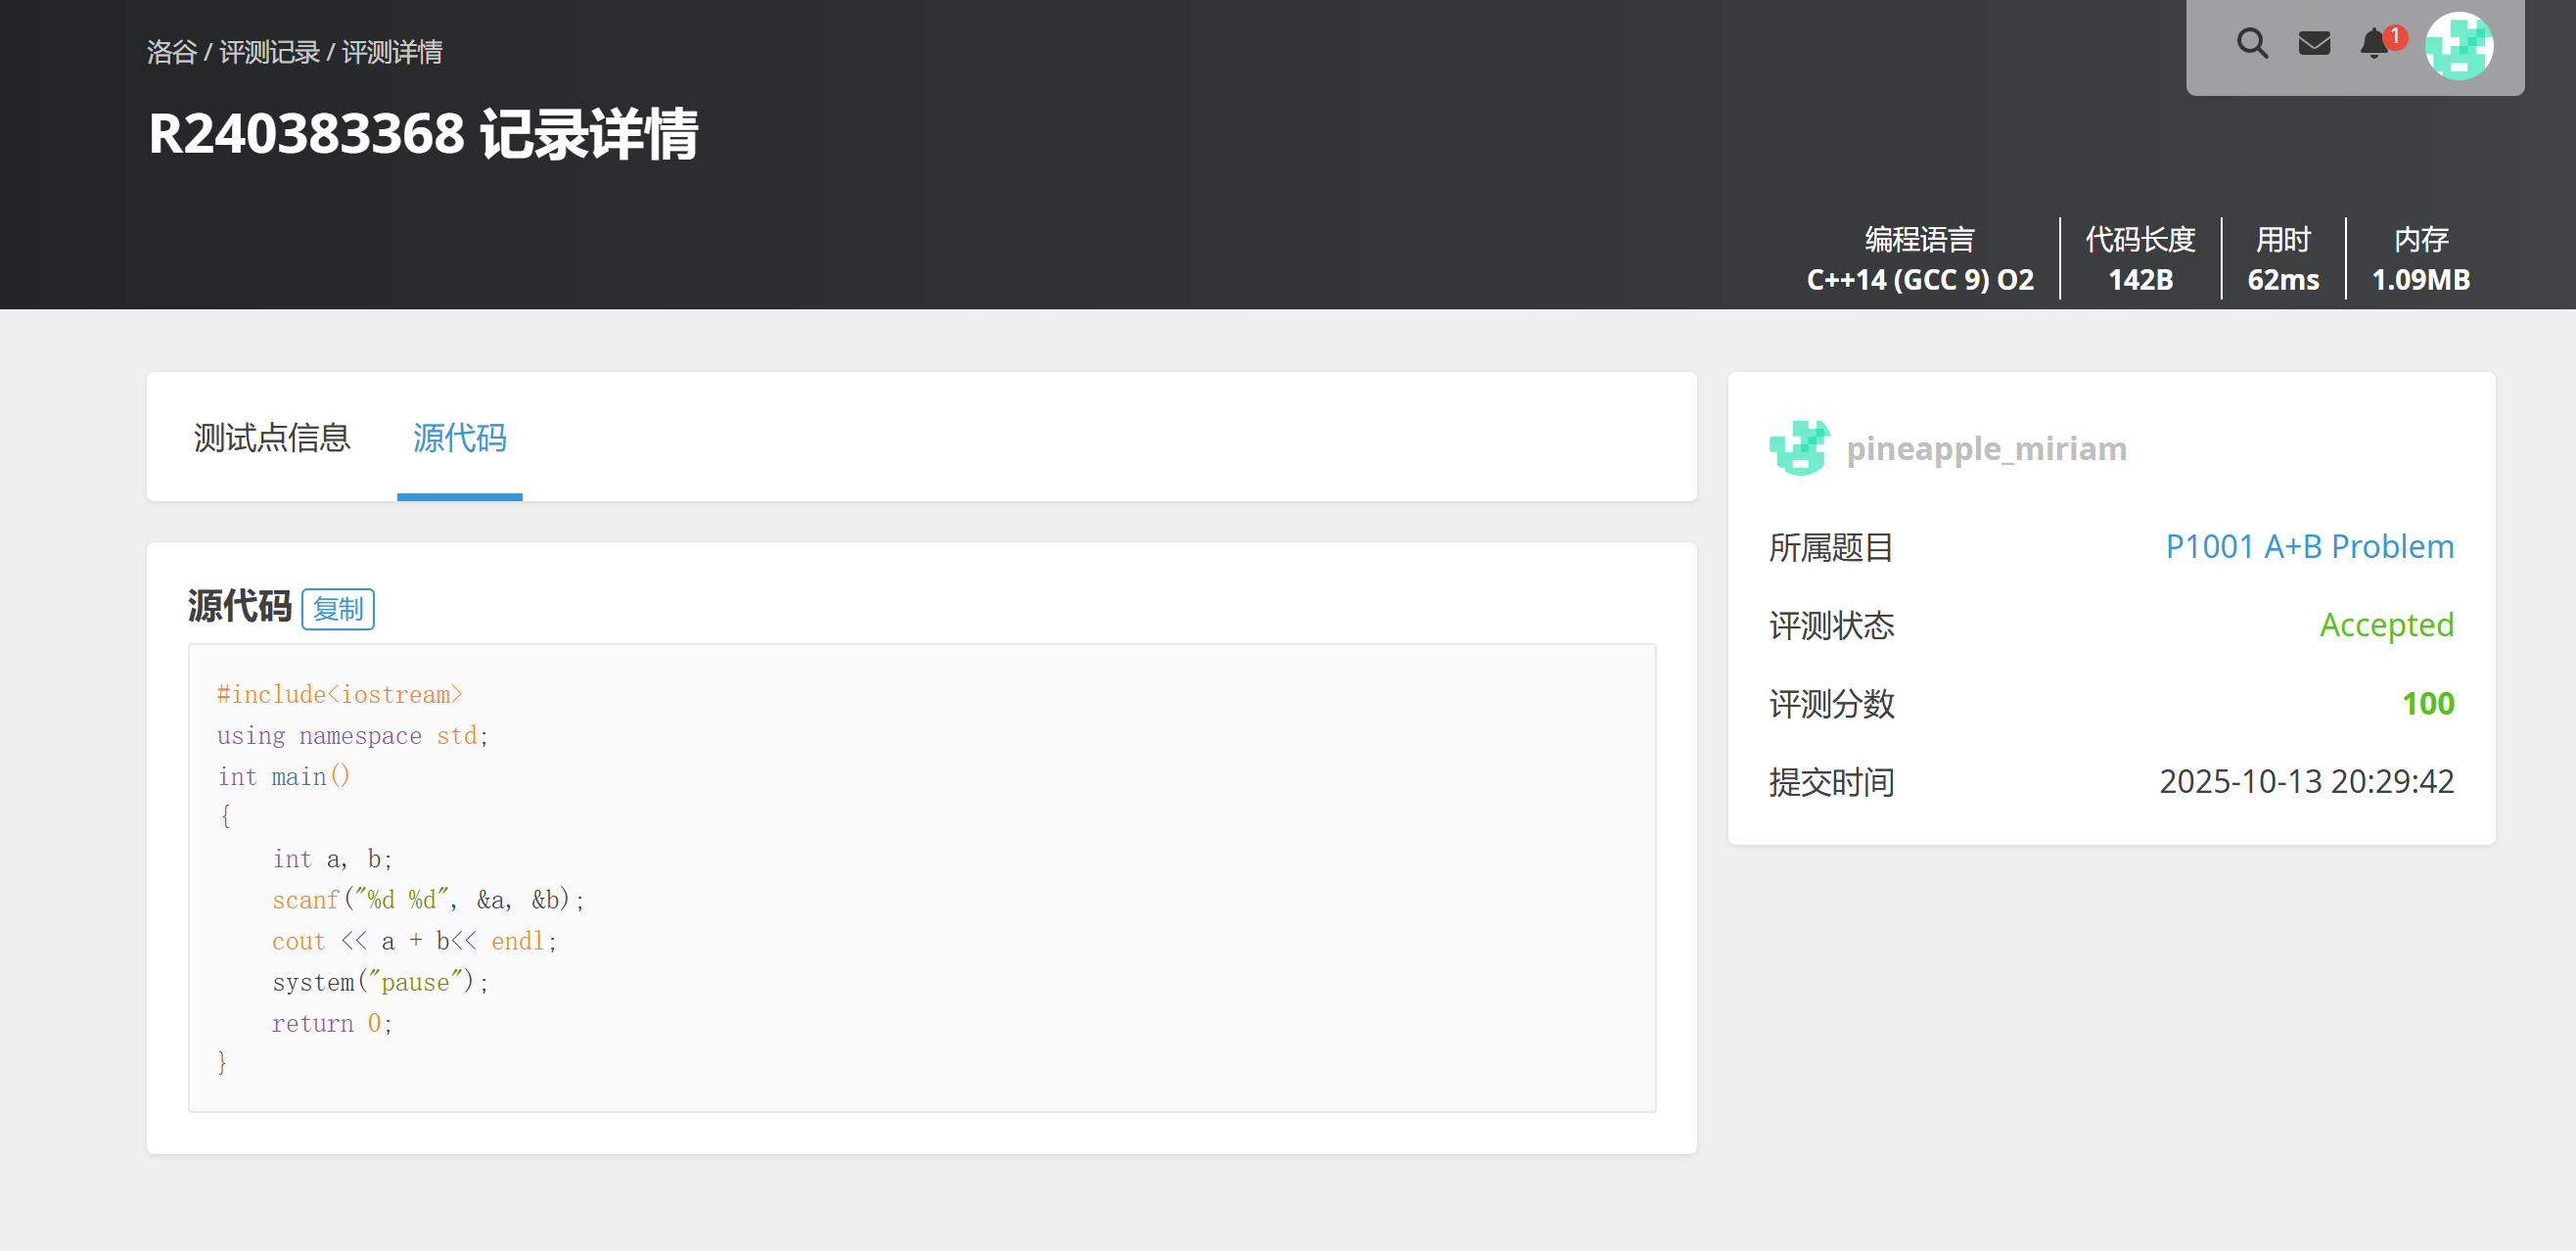 洛谷 / 评测记录 / 评测详情
1
R240383368 记录详情
编程语言 代码长度 用时 内存
C++14 (GCC 9) O2 142B 62ms 1.09MB
测试点信息 源代码
源代码 复制
#include<iostream>
using namespace std;
int main()
{
    int a, b;
    scanf("%d %d", &a, &b);
    cout << a + b<< endl;
    system("pause");
    return 0;
}
pineapple_miriam
所属题目 P1001 A+B Problem
评测状态 Accepted
评测分数 100
提交时间 2025-10-13 20:29:42